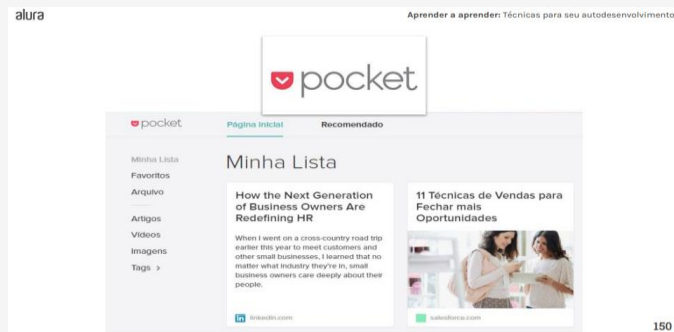 alura
Aprender a aprender: Técnicas para seu autodesenvolvimento
pocket
pocket
Página inicial
Recomendado
Minha Lista
Favoritos
Arquivo
Artigos
Vídeos
Imagens
Tags >
Minha Lista
How the Next Generation
of Business Owners Are
Redefining HR
When I went on a cross-country road trip
earlier this year to meet customers and
other small businesses, I learned that no
matter what industry they're in, small
business owners care deeply about their
people.
in linkedin.com
11 Técnicas de Vendas para
Fechar mais
Oportunidades
salesforce.com
150